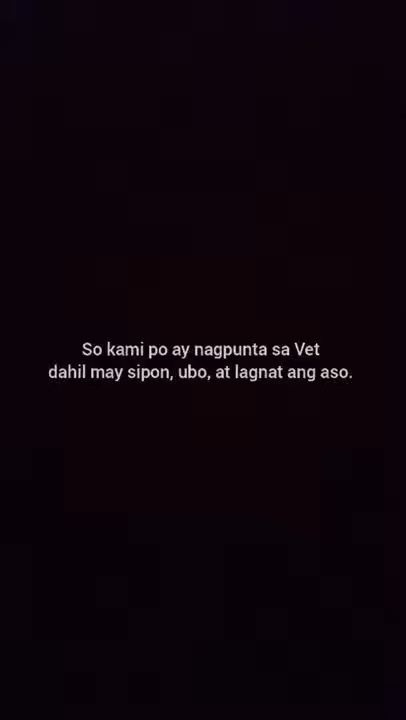 So kami po ay nagpunta sa Vet
dahil may sipon, ubo, at lagnat ang aso.